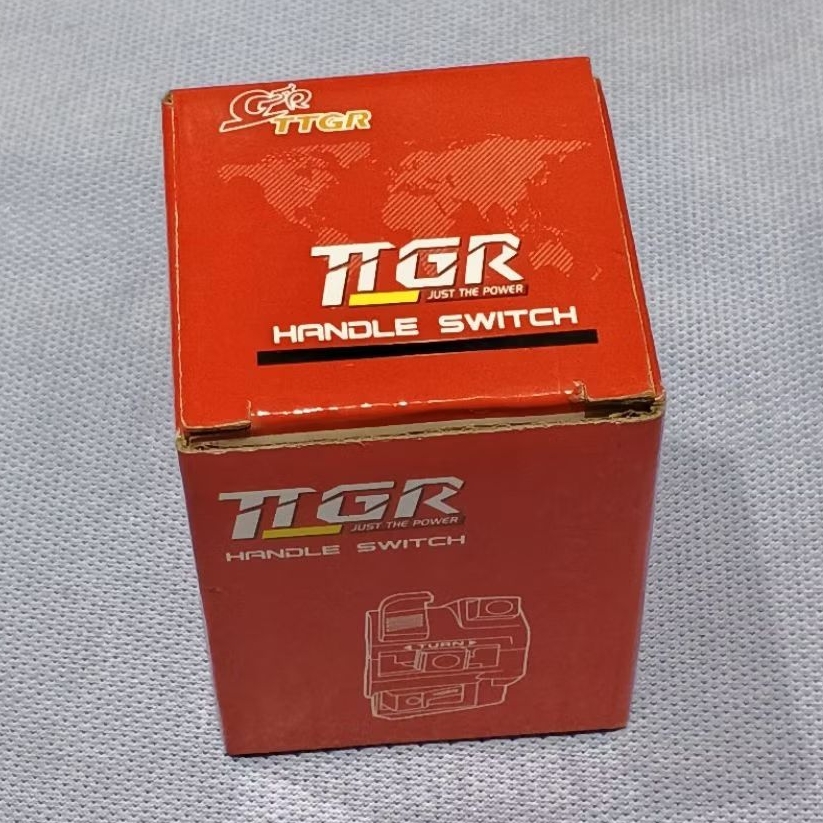 TTGR
TTGR
JUST THE POWER
HANDLE SWITCH
TTGR
JUST THE POWER
HANDLE SWITCH
TURN